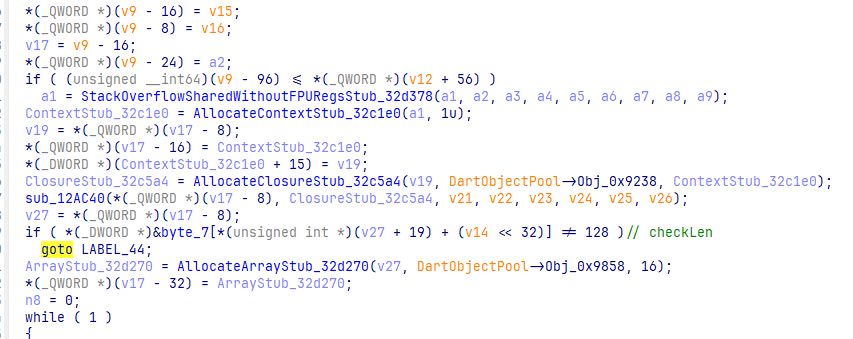 *(_QWORD *)(v9 - 16) = v15;
*(_QWORD *)(v9 - 8) = v16;
v17 = v9 - 16;
*(_QWORD *)(v9 - 24) = a2;
if ( (unsigned __int64)(v9 - 96) <= *(_QWORD *)(v12 + 56) )
a1 = StackOverflowSharedWithoutFPURegsStub_32d378(a1, a2, a3, a4, a5, a6, a7, a8, a9);
ContextStub_32c1e0 = AllocateContextStub_32c1e0(a1, 1u);
v19 = *(_QWORD *)(v17 - 8);
*(_QWORD *)(v17 - 16) = ContextStub_32c1e0;
*(_DWORD *)(ContextStub_32c1e0 + 15) = v19;
ClosureStub_32c5a4 = AllocateClosureStub_32c5a4(v19, DartObjectPool->Obj_0x9238, ContextStub_32c1e0);
sub_12AC40(*(_QWORD *)(v17 - 8), ClosureStub_32c5a4, v21, v22, v23, v24, v25, v26);
v27 = *(_QWORD *)(v17 - 8);
if ( *(_DWORD *)&byte_7[*(unsigned int *)(v27 + 19) + (v14 << 32)] != 128 )// checkLen
goto LABEL_44;
ArrayStub_32d270 = AllocateArrayStub_32d270(v27, DartObjectPool->Obj_0x9858, 16);
*(_QWORD *)(v17 - 32) = ArrayStub_32d270;
n8 = 0;
while ( 1 )
{